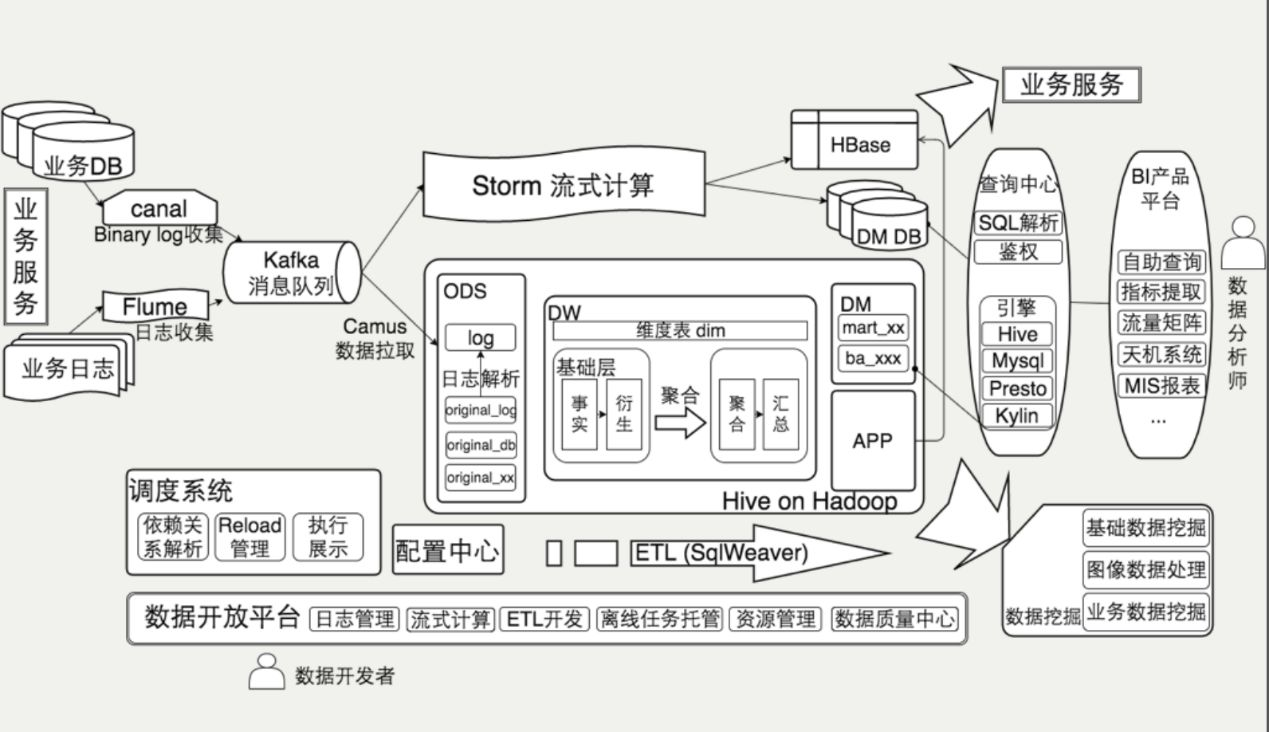 业务服务
业务DB
canal
Binary log收集
Flume
日志收集
业务日志
Kafka
消息队列
Camus
数据拉取
Storm 流式计算
HBase
DM DB
业务服务
ODS
log
日志解析
original_log
original_db
original_xx
DW
维度表 dim
基础层
事实
衍生
聚合
聚合
汇总
DM
mart_xx
ba_xxx
APP
Hive on Hadoop
查询中心
SQL解析
鉴权
引擎
Hive
Mysql
Presto
Kylin
BI产品
平台
自助查询
指标提取
流量矩阵
天机系统
MIS报表
...
数据分析师
调度系统
依赖关
系解析
Reload
管理
执行
展示
配置中心
ETL (SqlWeaver)
数据挖掘
基础数据挖掘
图像数据处理
业务数据挖掘
数据开放平台
日志管理
流式计算
ETL开发
离线任务托管
资源管理
数据质量中心
数据开发者